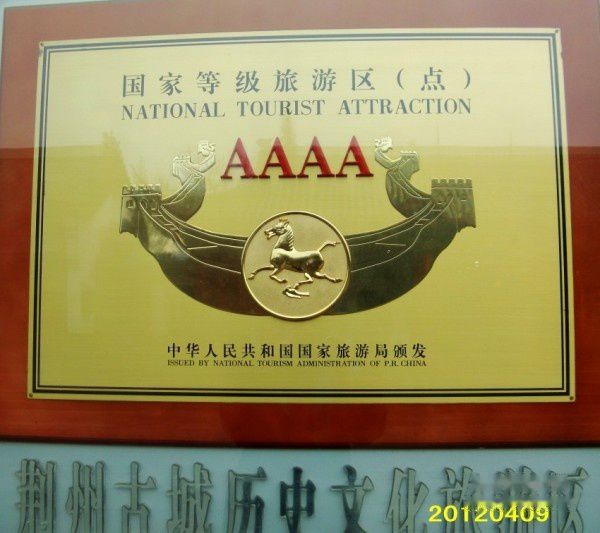 国家等级旅游区(点)
NATIONAL TOURIST ATTRACTION
AAAA
中华人民共和国国家旅游局颁发
ISSUED BY NATIONAL TOURISM ADMINISTRATION OF P.R. CHINA
荆州古城历史文化旅游区
20120409